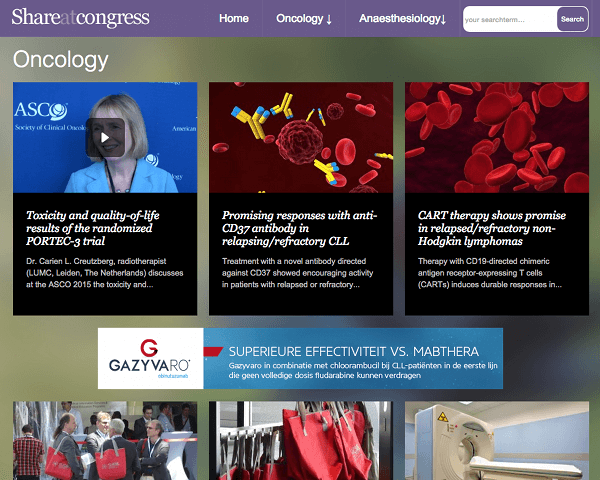 Shareatcongress
Home
Oncology ↓
Anaesthesiology↓
your searchterm...
Search
Oncology
ASCO
Society of Clinical Oncology
American
Toxicity and quality-of-life
results of the randomized
PORTEC-3 trial
Dr. Carien L. Creutzberg, radiotherapist
(LUMC, Leiden, The Netherlands) discusses
at the ASCO 2015 the toxicity and...
Promising responses with anti-
CD37 antibody in
relapsing/refractory CLL
Treatment with a novel antibody directed
against CD37 showed encouraging activity
in patients with relapsed or refractory...
CART therapy shows promise
in relapsed/refractory non-
Hodgkin lymphomas
Therapy with CD19-directed chimeric
antigen receptor-expressing T cells
(CARTs) induces durable responses in...
GAZYVARO
obinutuzumab
SUPERIEURE EFFECTIVITEIT VS. MABTHERA
Gazyvaro in combinatie met chloorambucil bij CLL-patiënten in de eerste lijn
die geen volledige dosis fludarabine kunnen verdragen